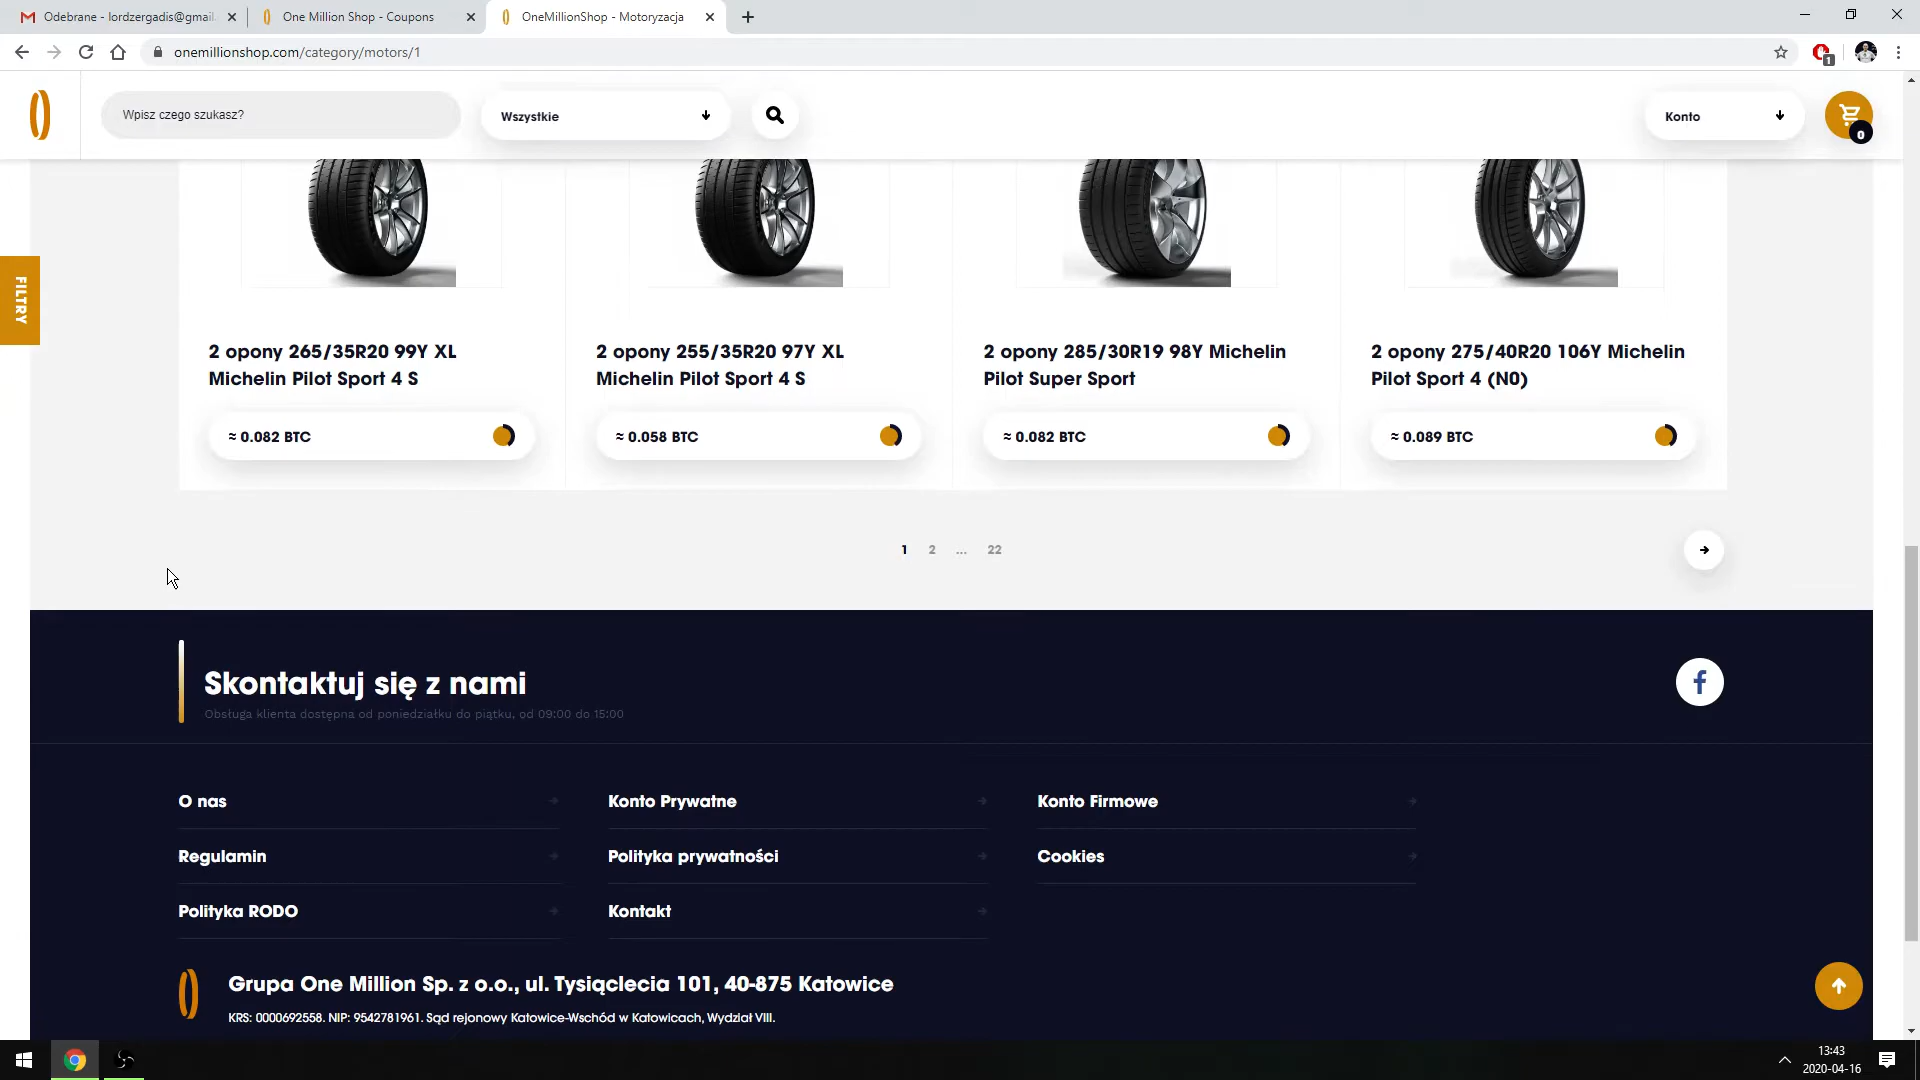 Odebrane - lordzergadis@gmail.
One Million Shop - Coupons
OneMillionShop - Motoryzacja
onemillionshop.com/category/motors/1
1
Wpisz czego szukasz?
Wszystkie
Konto
0
FILTRY
2 opony 265/35R20 99Y XL
Michelin Pilot Sport 4 S
≈ 0.082 BTC
2 opony 255/35R20 97Y XL
Michelin Pilot Sport 4 S
≈ 0.058 BTC
2 opony 285/30R19 98Y Michelin
Pilot Super Sport
≈ 0.082 BTC
2 opony 275/40R20 106Y Michelin
Pilot Sport 4 (N0)
≈ 0.089 BTC
1 2 ... 22
Skontaktuj się z nami
Obsługa klienta dostępna od poniedziałku do piątku, od 09:00 do 15:00
O nas
Konto Prywatne
Konto Firmowe
Regulamin
Polityka prywatności
Cookies
Polityka RODO
Kontakt
Grupa One Million Sp. z o.o., ul. Tysiąclecia 101, 40-875 Katowice
KRS: 0000692558. NIP: 9542781961. Sąd rejonowy Katowice-Wschód w Katowicach, Wydział VIII.
13:43
2020-04-16